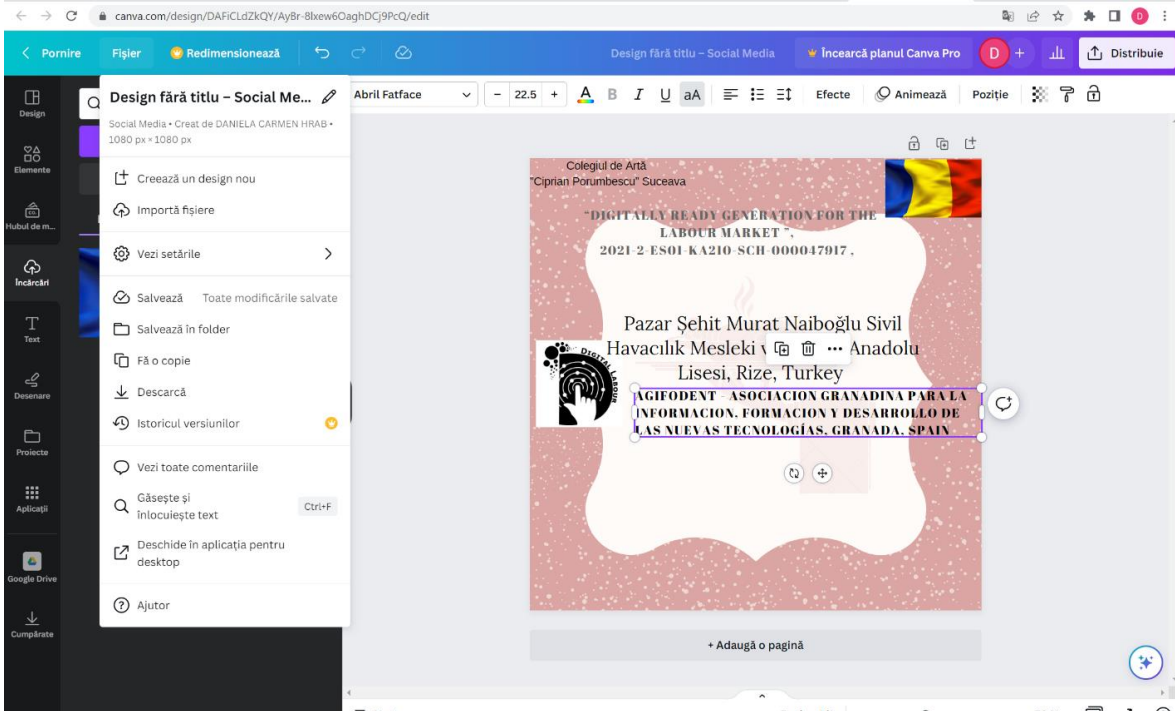 canva.com/design/DAFiCLdZkQY/AyBr-8lxew6OaghDCj9PcQ/edit
D
Pornire
Fișier
Redimensionează
Design fără titlu – Social Media
Încearcă planul Canva Pro
D
+
Distribuie
Design
Elemente
Hubul de m...
Încărcări
Text
Desenare
Proiecte
Aplicații
Google Drive
Cumpărate
Design fără titlu – Social Me...
Social Media • Creat de DANIELA CARMEN HRAB •
1080 px × 1080 px
Creează un design nou
Importă fișiere
Vezi setările
Salvează Toate modificările salvate
Salvează în folder
Fă o copie
Descarcă
Istoricul versiunilor
Vezi toate comentariile
Găsește și
înlocuiește text
Ctrl+F
Deschide în aplicația pentru
desktop
Ajutor
Abril Fatface
– 22.5 +
A B I U aA
Efecte
Animează
Poziție
Colegiul de Artă
"Ciprian Porumbescu" Suceava
"DIGITALLY READY GENERATION FOR THE
LABOUR MARKET ",
2021-2-ES01-KA210-SCH-000047917 ,
Pazar Şehit Murat Naiboğlu Sivil
Havacılık Mesleki Anadolu
Lisesi, Rize, Turkey
DIGITAL
LABOUR
AGIFODENT - ASOCIACION GRANADINA PARA LA
INFORMACION, FORMACION Y DESARROLLO DE
LAS NUEVAS TECNOLOGÍAS, GRANADA, SPAIN
+ Adaugă o pagină